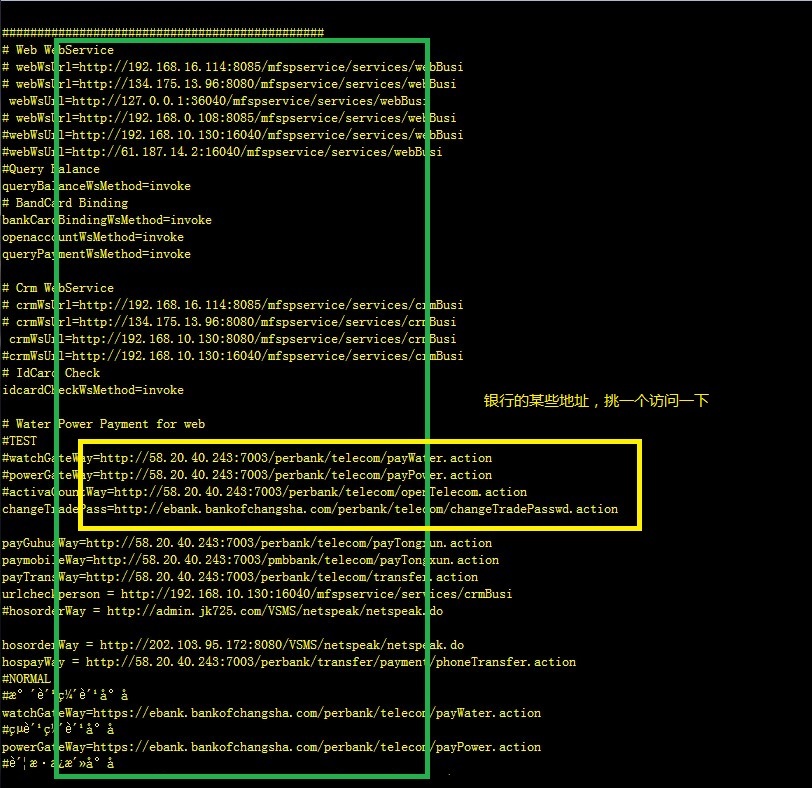 ##############################################
# Web WebService
# webWsUrl=http://192.168.16.114:8085/mfspservice/services/webBusi
# webWsUrl=http://134.175.13.96:8080/mfspservice/services/webBusi
webWsUrl=http://127.0.0.1:36040/mfspservice/services/webBusi
# webWsUrl=http://192.168.0.108:8085/mfspservice/services/webBusi
#webWsUrl=http://192.168.10.130:16040/mfspservice/services/webBusi
#webWsUrl=http://61.187.14.2:16040/mfspservice/services/webBusi
#Query Balance
queryBalanceWsMethod=invoke
# BandCard Binding
bankCardBindingWsMethod=invoke
openaccountWsMethod=invoke
queryPaymentWsMethod=invoke
# Crm WebService
# crmWsUrl=http://192.168.16.114:8085/mfspservice/services/crmBusi
# crmWsUrl=http://134.175.13.96:8080/mfspservice/services/crmBusi
crmWsUrl=http://192.168.10.130:8080/mfspservice/services/crmBusi
#crmWsUrl=http://192.168.10.130:16040/mfspservice/services/crmBusi
# IdCard Check
idcardCheckWsMethod=invoke
银行的某些地址，挑一个访问一下
# Water Power Payment for web
#TEST
#watchGateWay=http://58.20.40.243:7003/perbank/telecom/payWater.action
#powerGateWay=http://58.20.40.243:7003/perbank/telecom/payPower.action
#activaCountWay=http://58.20.40.243:7003/perbank/telecom/openTelecom.action
changeTradePass=http://ebank.bankofchangsha.com/perbank/telecom/changeTradePasswd.action
payGuhuaWay=http://58.20.40.243:7003/perbank/telecom/payTongxun.action
paymobileWay=http://58.20.40.243:7003/pmbbank/telecom/payTongxun.action
payTransWay=http://58.20.40.243:7003/perbank/telecom/transfer.action
urlcheckperson = http://192.168.10.130:16040/mfspservice/services/crmBusi
#hosorderWay = http://admin.jk725.com/VSMS/netspeak/netspeak.do
hosorderWay = http://202.103.95.172:8080/VSMS/netspeak/netspeak.do
hospayWay = http://58.20.40.243:7003/perbank/transfer/payment/phoneTransfer.action
#NORMAL
watchGateWay=https://ebank.bankofchangsha.com/perbank/telecom/payWater.action
powerGateWay=https://ebank.bankofchangsha.com/perbank/telecom/payPower.action